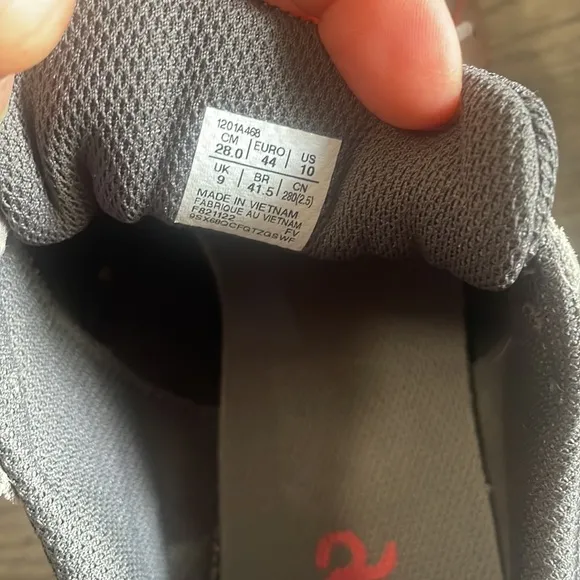 1201A468
CM EURO US
28.0 44 10
UK BR CN
9 41.5 280(2.5)
MADE IN VIETNAM
FABRIQUE AU VIETNAM
F821122 FV